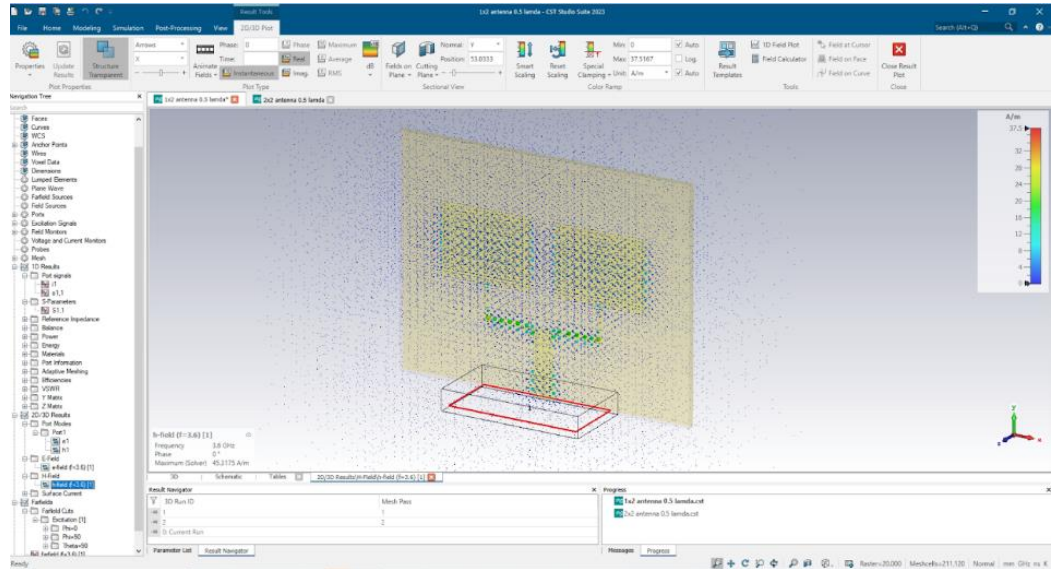 Result Tools
1x2 antenna 0.5 lamda - CST Studio Suite 2023
File Home Modeling Simulation Post-Processing View 2D/3D Plot
Search (Alt+Q)
Properties
Update Results
Structure Transparent
Arrows
X
Plot Properties
Animate Fields
Phase: 0
Time:
Instantaneous
Phase
Real
Imag.
Maximum
Average
RMS
dB
Plot Type
Fields on Plane
Cutting Plane
Normal: Y
Position: 53.0333
Sectional View
Smart Scaling
Reset Scaling
Special Clamping
Min: 0
Max: 37.5167
Unit: A/m
Auto
Log.
Auto
Color Ramp
Result Templates
1D Field Plot
Field Calculator
Field at Cursor
Field on Face
Field on Curve
Tools
Close Result Plot
Close
Navigation Tree
1x2 antenna 0.5 lamda*
2x2 antenna 0.5 lamda
Search
Faces
Curves
WCS
Anchor Points
Wires
Voxel Data
Dimensions
Lumped Elements
Plane Wave
Farfield Sources
Field Sources
Ports
Excitation Signals
Field Monitors
Voltage and Current Monitors
Probes
Mesh
1D Results
Port signals
i1
o1,1
S-Parameters
S1,1
Reference Impedance
Balance
Power
Energy
Materials
Port Information
Adaptive Meshing
Efficiencies
VSWR
Y Matrix
Z Matrix
2D/3D Results
Port Modes
Port1
e1
h1
E-Field
e-field (f=3.6) [1]
H-Field
h-field (f=3.6) [1]
Surface Current
Farfields
Farfield Cuts
Excitation [1]
Phi=0
Phi=90
Theta=90
farfield (f=3.6) [1]
A/m
37.5
32
28
24
20
16
12
8
4
0
1
y
x
z
h-field (f=3.6) [1]
Frequency 3.6 GHz
Phase 0°
Maximum (Solver) 45.3175 A/m
3D Schematic Tables 2D/3D Results\H-Field\h-field (f=3.6) [1]
Result Navigator
3D Run ID Mesh Pass
1 1
2 2
0: Current Run
Parameter List Result Navigator
Progress
1x2 antenna 0.5 lamda.cst
2x2 antenna 0.5 lamda.cst
Messages Progress
Ready
Raster=20.000 Meshcells=211,120 Normal mm GHz ns K